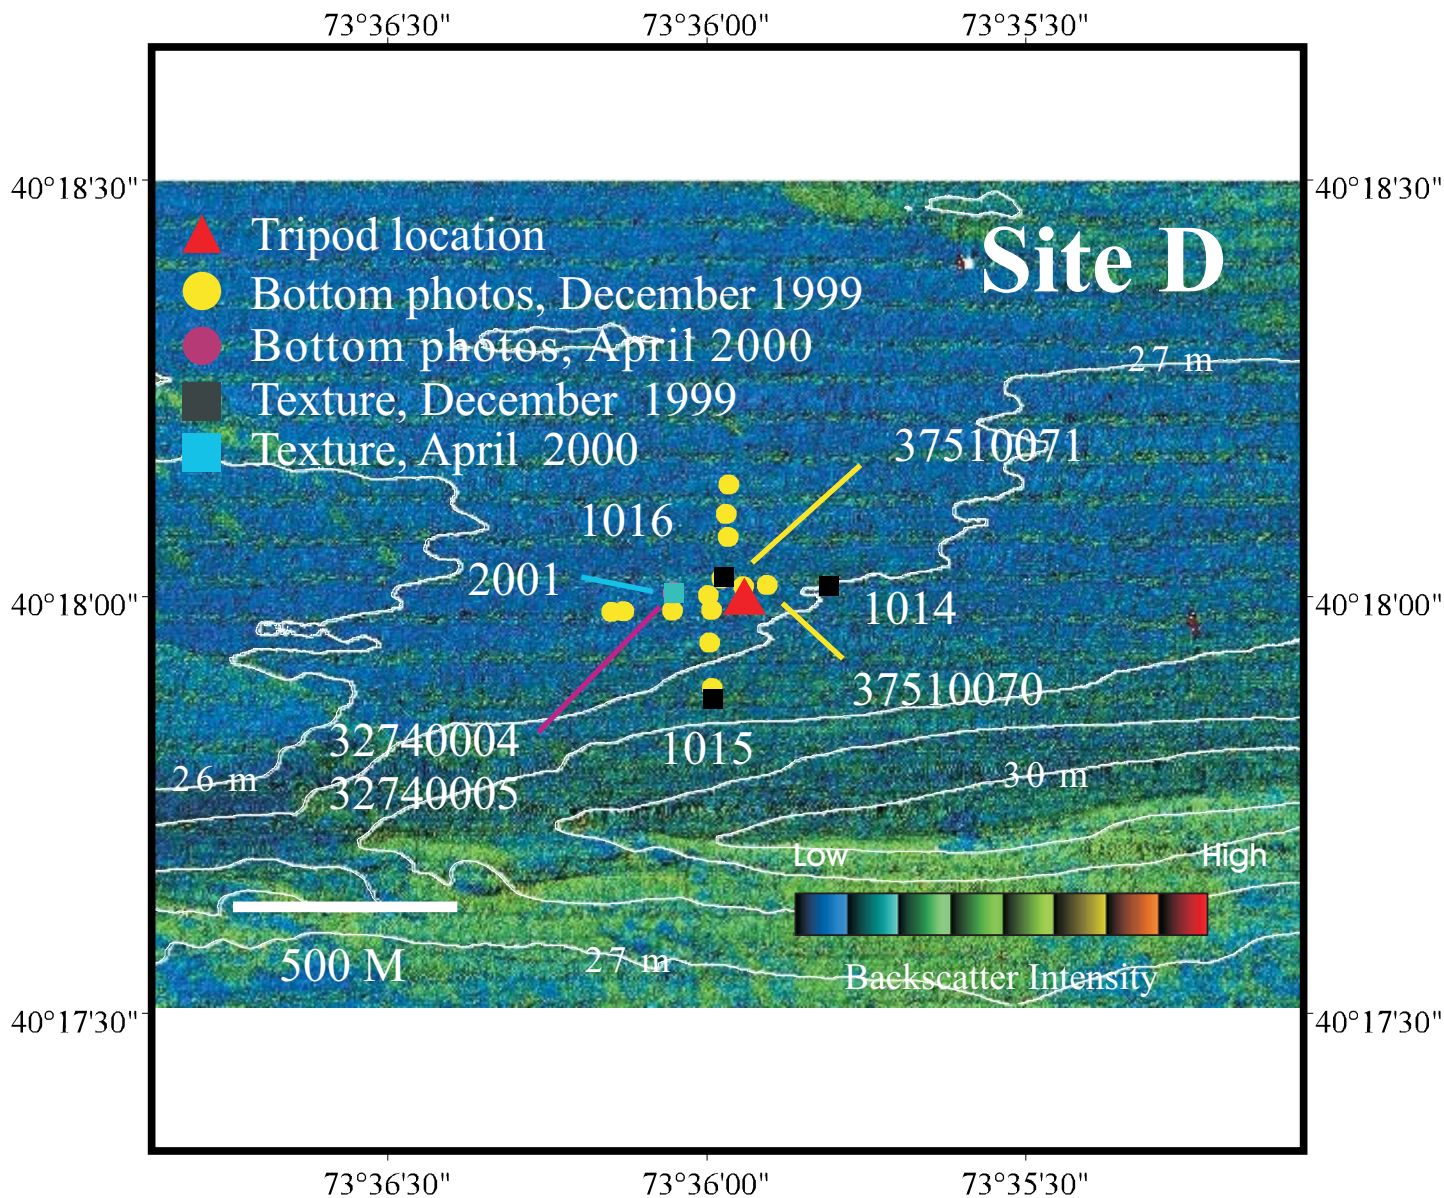 73°36'30" 73°36'00" 73°35'30"
40°18'30" 40°18'30"
Site D
Tripod location
Bottom photos, December 1999
Bottom photos, April 2000
Texture, December 1999
Texture, April 2000
27 m
37510071
1016
2001
40°18'00" 40°18'00"
1014
37510070
32740004
1015
26 m
30 m
32740005
Low High
500 M
27 m
Backscatter Intensity
40°17'30" 40°17'30"
73°36'30" 73°36'00" 73°35'30"